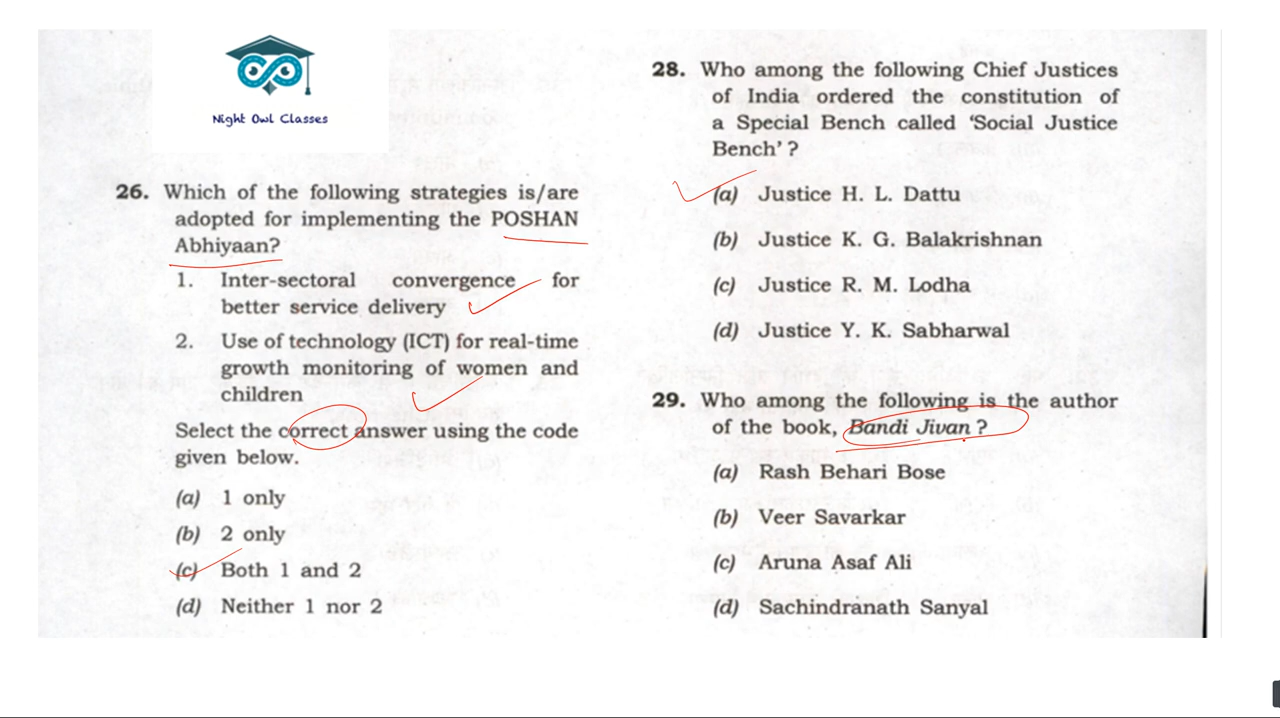 Night Owl Classes
26. Which of the following strategies is/are
adopted for implementing the POSHAN
Abhiyaan?
1. Inter-sectoral convergence for
better service delivery
2. Use of technology (ICT) for real-time
growth monitoring of women and
children
Select the correct answer using the code
given below.
(a) 1 only
(b) 2 only
(c) Both 1 and 2
(d) Neither 1 nor 2
28. Who among the following Chief Justices
of India ordered the constitution of
a Special Bench called ‘Social Justice
Bench’ ?
(a) Justice H. L. Dattu
(b) Justice K. G. Balakrishnan
(c) Justice R. M. Lodha
(d) Justice Y. K. Sabharwal
29. Who among the following is the author
of the book, Bandi Jivan ?
(a) Rash Behari Bose
(b) Veer Savarkar
(c) Aruna Asaf Ali
(d) Sachindranath Sanyal